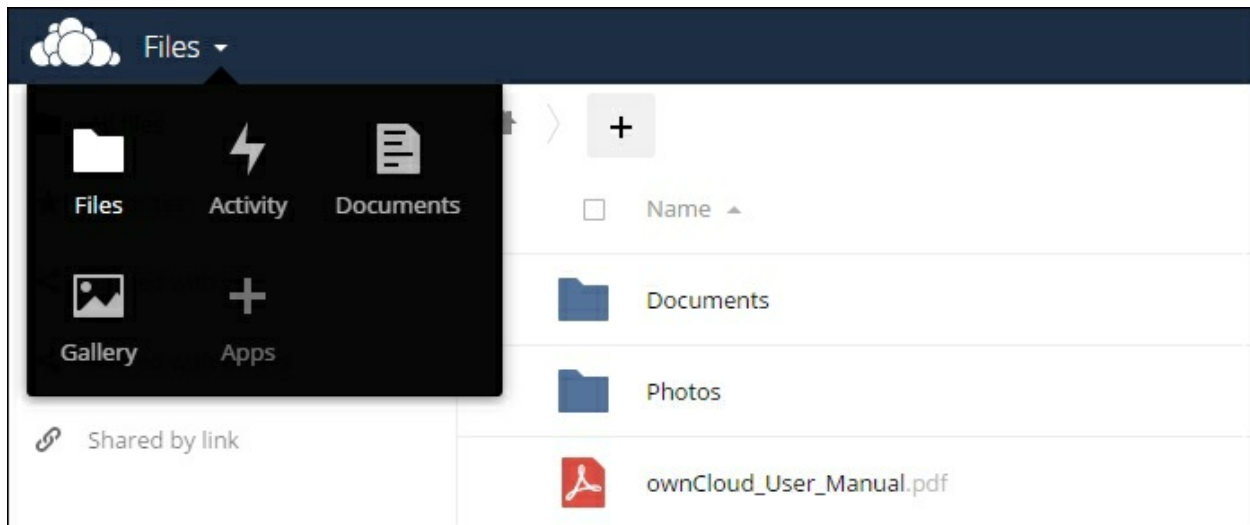 Files
+
Files Activity Documents
Name
Documents
Gallery Apps
Photos
Shared by link
ownCloud_User_Manual.pdf